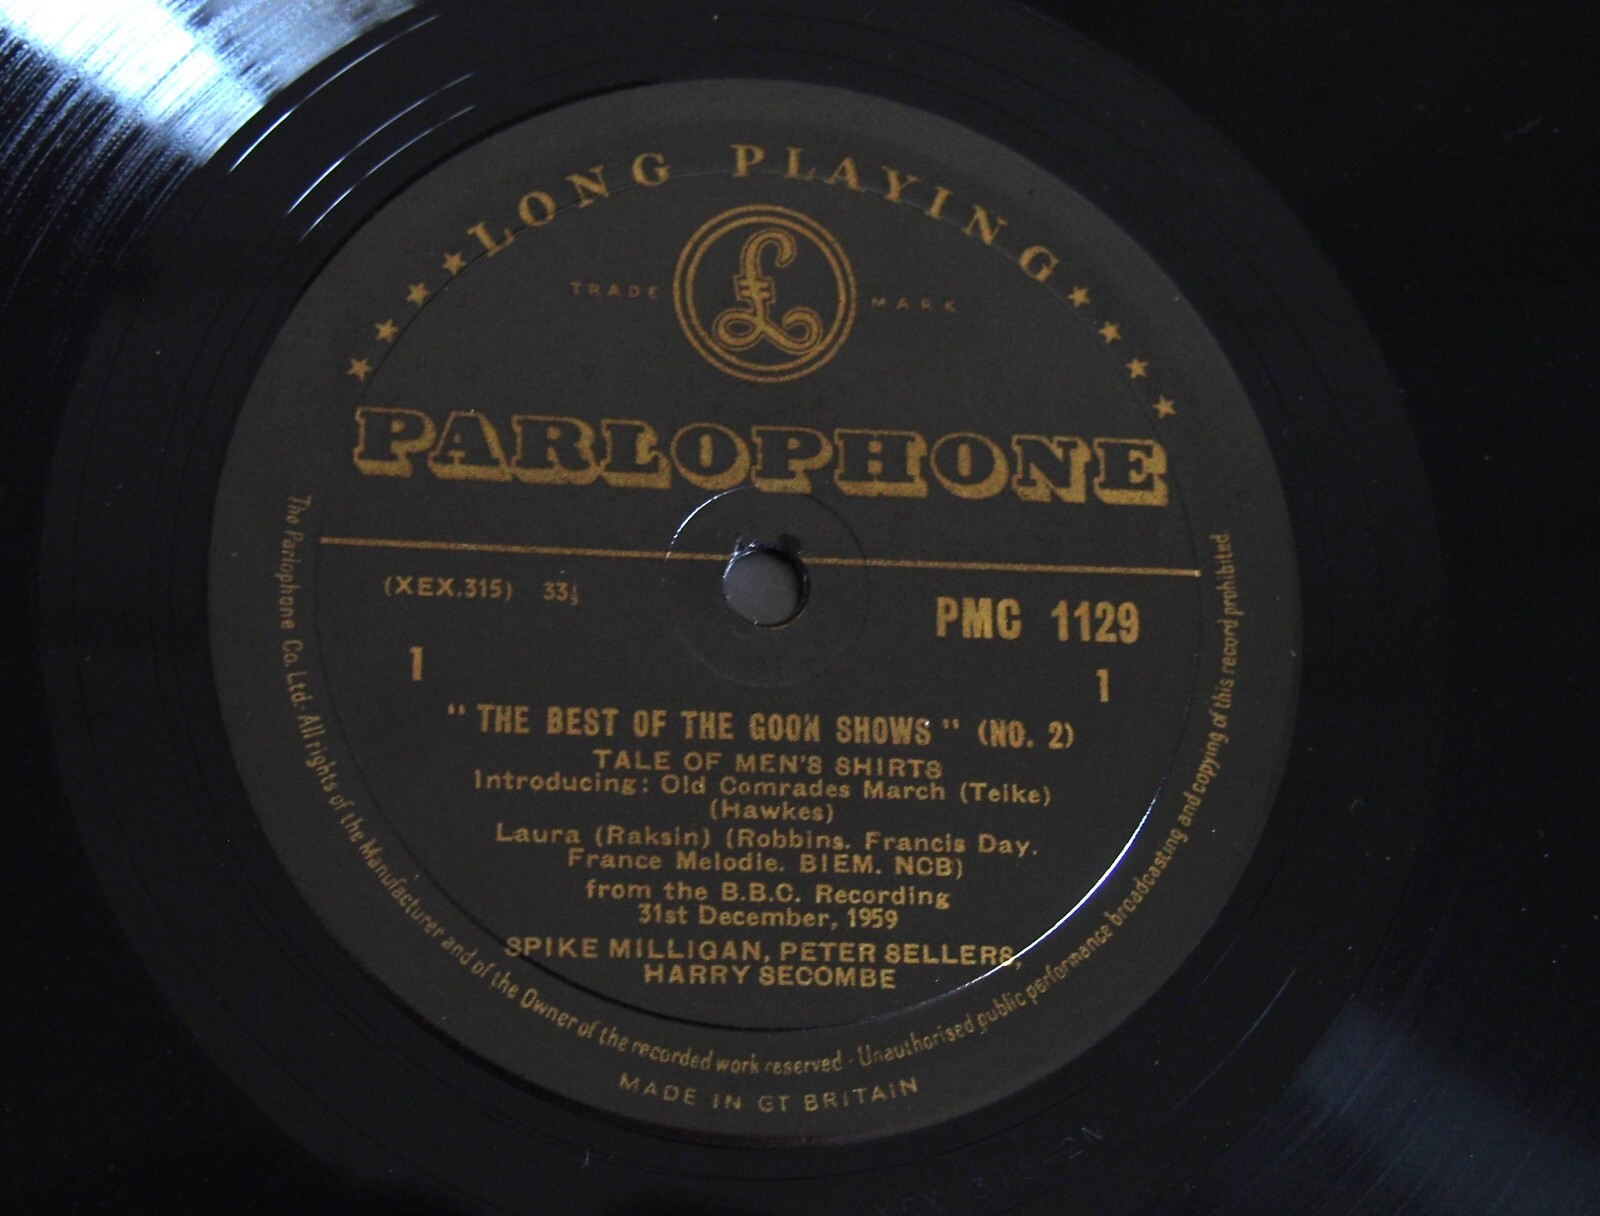 LONG PLAYING
TRADE MARK
£
PARLOPHONE
(XEX.315) 33⅓
PMC 1129
1 1
"THE BEST OF THE GOON SHOWS" (NO. 2)
TALE OF MEN'S SHIRTS
Introducing: Old Comrades March (Teike)
(Hawkes)
Laura (Raksin) (Robbins. Francis Day.
France Melodie. BIEM. NCB)
from the B.B.C. Recording
31st December, 1959
SPIKE MILLIGAN, PETER SELLERS,
HARRY SECOMBE
The Parlophone Co. Ltd. All rights of the Manufacturer and of the Owner of the recorded work reserved · Unauthorised public performance broadcasting and copying of this record prohibited.
MADE IN GT BRITAIN